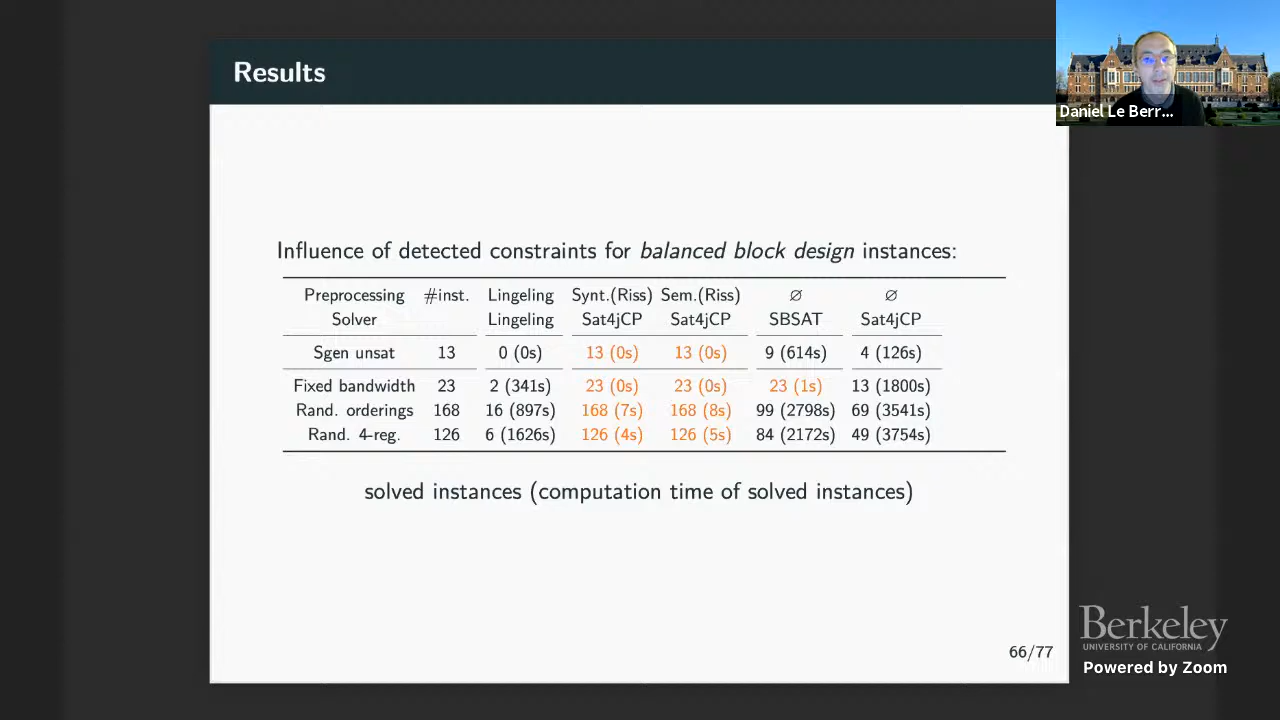 Results
Daniel Le Berr...
Influence of detected constraints for balanced block design instances:
Preprocessing #inst. Lingeling Synt.(Riss) Sem.(Riss) ∅ ∅
Solver Lingeling Sat4jCP Sat4jCP SBSAT Sat4jCP
Sgen unsat 13 0 (0s) 13 (0s) 13 (0s) 9 (614s) 4 (126s)
Fixed bandwidth 23 2 (341s) 23 (0s) 23 (0s) 23 (1s) 13 (1800s)
Rand. orderings 168 16 (897s) 168 (7s) 168 (8s) 99 (2798s) 69 (3541s)
Rand. 4-reg. 126 6 (1626s) 126 (4s) 126 (5s) 84 (2172s) 49 (3754s)
solved instances (computation time of solved instances)
66/77
Berkeley
UNIVERSITY OF CALIFORNIA
Powered by Zoom